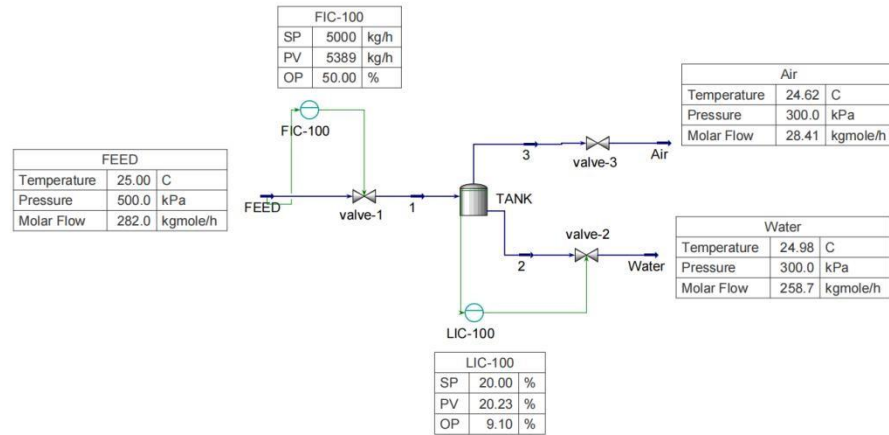 FIC-100
SP 5000 kg/h
PV 5389 kg/h
OP 50.00 %
FIC-100
FEED
Temperature 25.00 C
Pressure 500.0 kPa
Molar Flow 282.0 kgmole/h
FEED
valve-1
1
TANK
3
valve-3
Air
Air
Temperature 24.62 C
Pressure 300.0 kPa
Molar Flow 28.41 kgmole/h
valve-2
2
Water
Water
Temperature 24.98 C
Pressure 300.0 kPa
Molar Flow 258.7 kgmole/h
LIC-100
LIC-100
SP 20.00 %
PV 20.23 %
OP 9.10 %